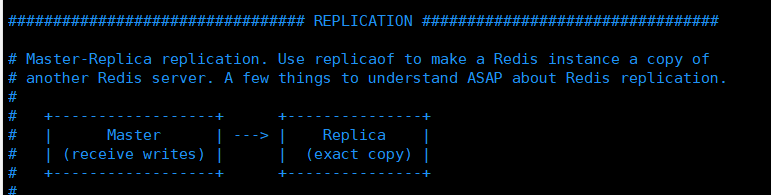 ################################# REPLICATION #################################
# Master-Replica replication. Use replicaof to make a Redis instance a copy of
# another Redis server. A few things to understand ASAP about Redis replication.
#
#   +------------------+      +---------------+
#   |      Master      | ---> |    Replica    |
#   | (receive writes) |      |  (exact copy) |
#   +------------------+      +---------------+
#